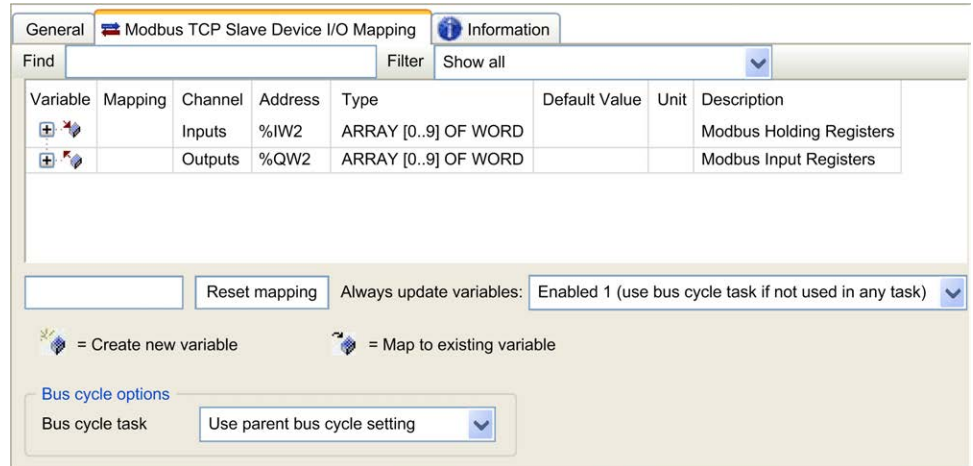 General Modbus TCP Slave Device I/O Mapping Information
Find Filter Show all
Variable Mapping Channel Address Type Default Value Unit Description
Inputs %IW2 ARRAY [0..9] OF WORD Modbus Holding Registers
Outputs %QW2 ARRAY [0..9] OF WORD Modbus Input Registers
Reset mapping Always update variables: Enabled 1 (use bus cycle task if not used in any task)
= Create new variable = Map to existing variable
Bus cycle options
Bus cycle task Use parent bus cycle setting